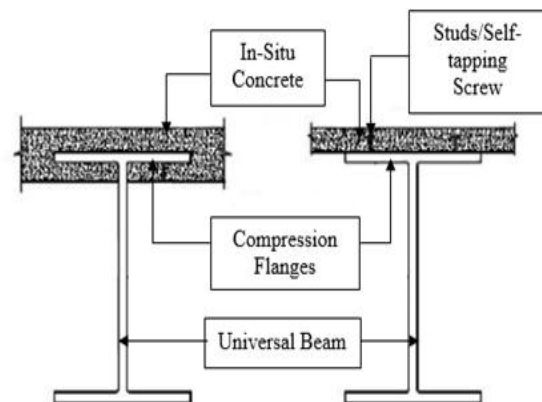 In-Situ
Concrete
Studs/Self-
tapping
Screw
Compression
Flanges
Universal Beam